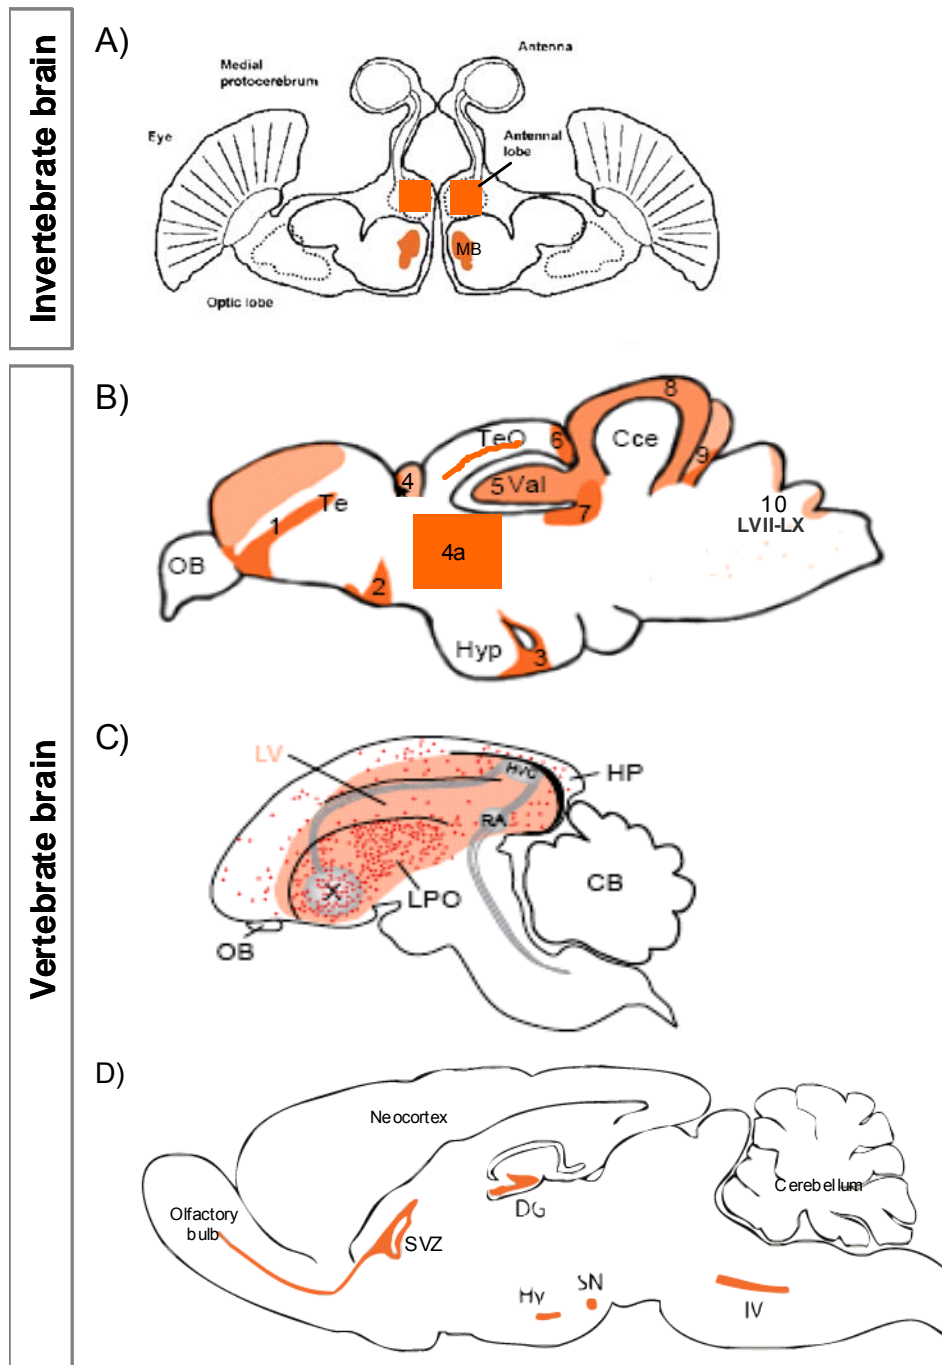 Invertebrate brain
A)
Antenna
Medial
protocerebrum
Eye
Antennal
lobe
MB
Optic lobe
Vertebrate brain
B)
8
TeO
6
Cce
4
9
5 Val
Te
10
1
7
LVII-LX
4a
OB
2
Hyp
3
C)
LV
HVC
HP
RA
CB
X
LPO
OB
D)
Neocortex
Cerebellum
Olfactory
bulb
DG
SVZ
SN
Hy
IV